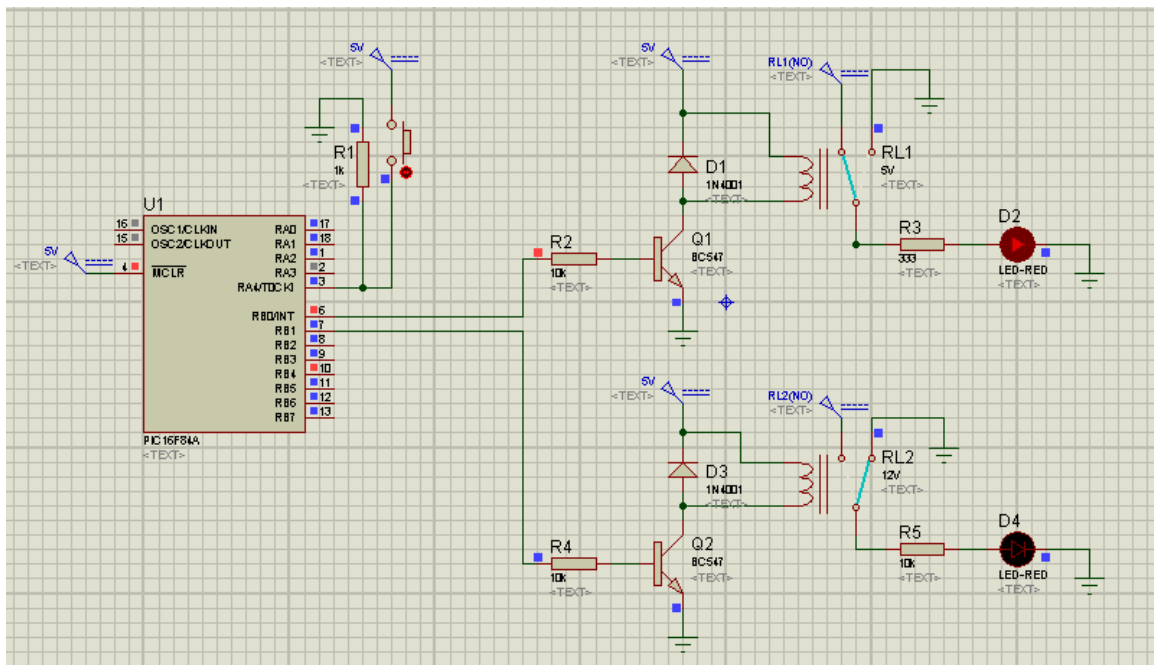 5V
<TEXT>
5V
<TEXT>
RL1(NO)
<TEXT>
R1
1k
<TEXT>
D1
1N4001
<TEXT>
RL1
5V
<TEXT>
U1
16
OSC1/CLKIN
15
OSC2/CLKOUT
5V
<TEXT>
4
MCLR
RA0
17
RA1
18
RA2
1
RA3
2
RA4/T0CKI
3
RB0/INT
6
RB1
7
RB2
8
RB3
9
RB4
10
RB5
11
RB6
12
RB7
13
PIC16F84A
<TEXT>
R2
10k
<TEXT>
Q1
BC547
<TEXT>
R3
333
<TEXT>
D2
LED-RED
<TEXT>
5V
<TEXT>
RL2(NO)
<TEXT>
D3
1N4001
<TEXT>
RL2
12V
<TEXT>
R4
10k
<TEXT>
Q2
BC547
<TEXT>
R5
10k
<TEXT>
D4
LED-RED
<TEXT>